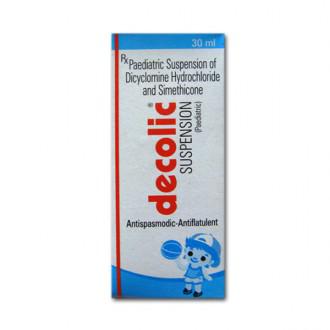 30 ml
Rx Paediatric Suspension of
Dicyclomine Hydrochloride
and Simethicone
decolic®
SUSPENSION
(Paediatric)
Antispasmodic-Antiflatulent